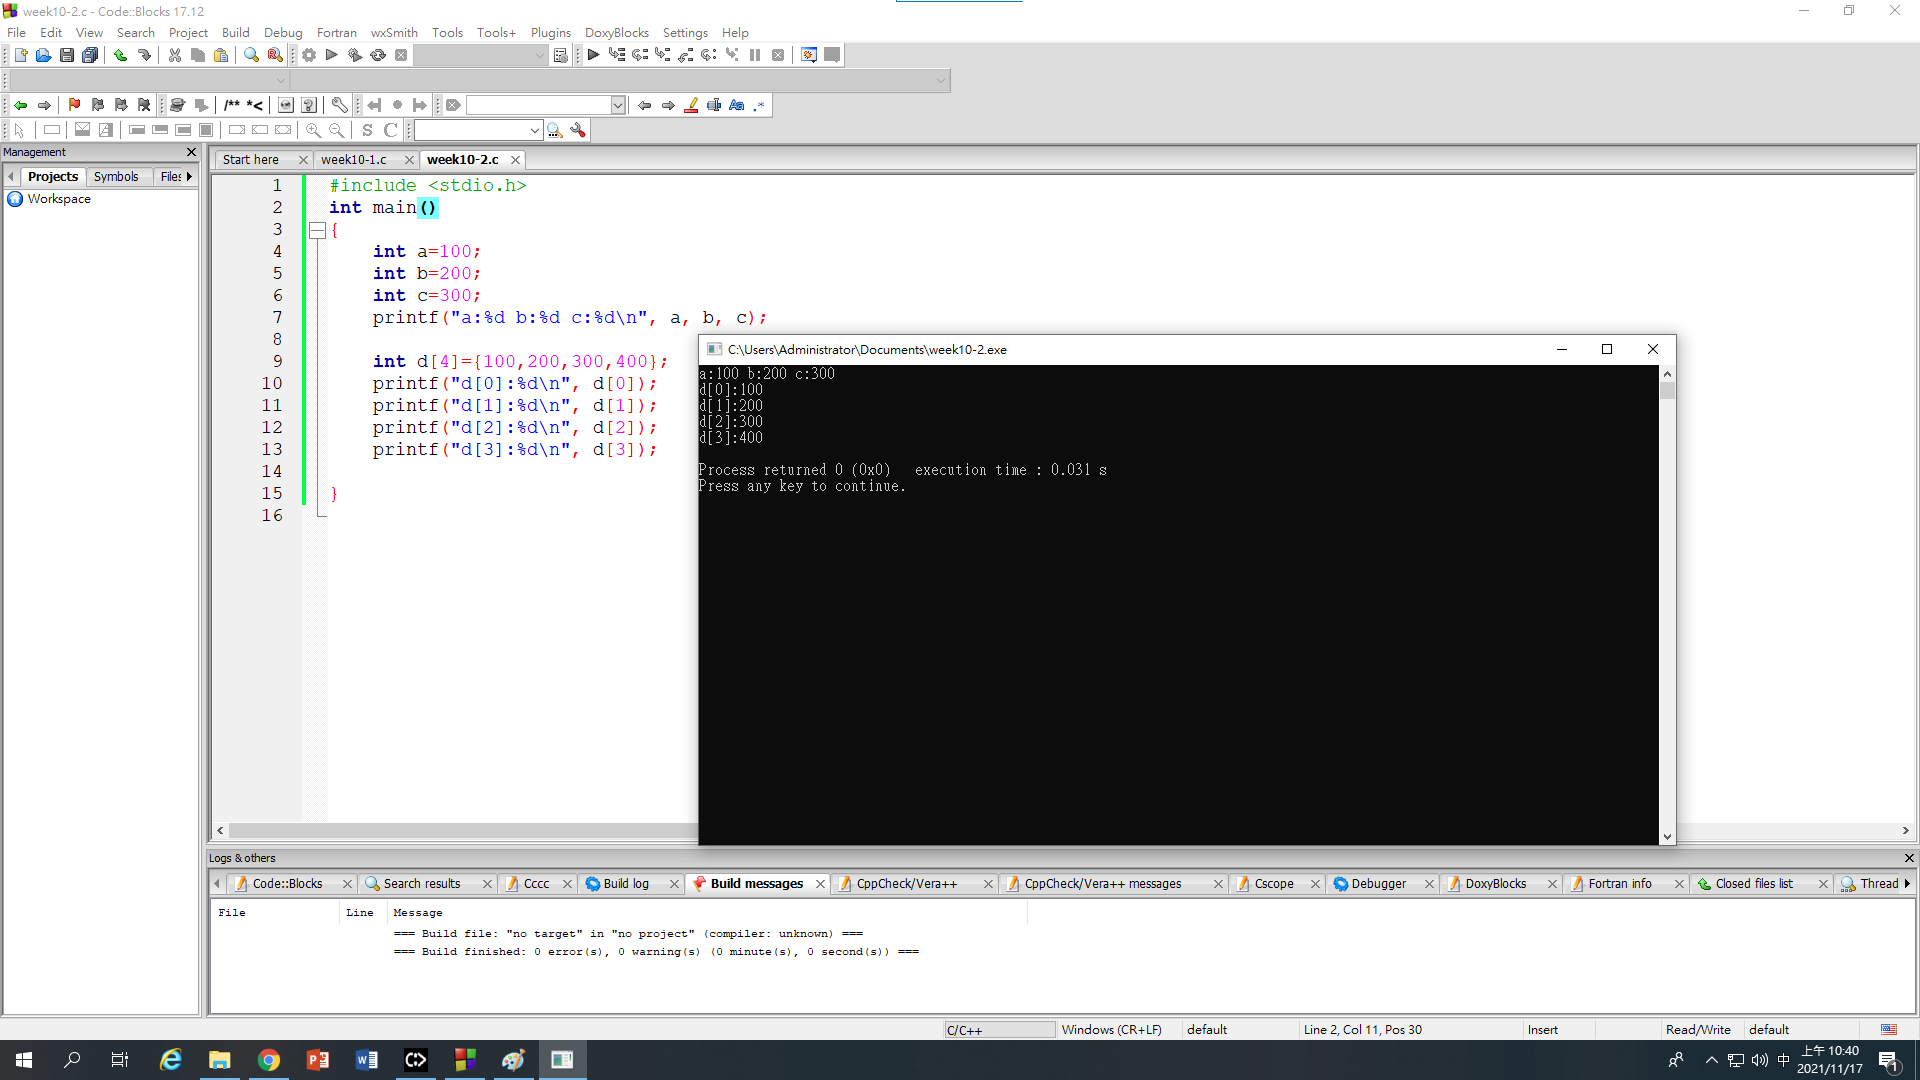 week10-2.c - Code::Blocks 17.12
File Edit View Search Project Build Debug Fortran wxSmith Tools Tools+ Plugins DoxyBlocks Settings Help
/** *<
Aa .*
S C
Management
Projects Symbols Files
Workspace
Start here week10-1.c week10-2.c
1 #include <stdio.h>
2 int main()
3 {
4 int a=100;
5 int b=200;
6 int c=300;
7 printf("a:%d b:%d c:%d\n", a, b, c);
8
9 int d[4]={100,200,300,400};
10 printf("d[0]:%d\n", d[0]);
11 printf("d[1]:%d\n", d[1]);
12 printf("d[2]:%d\n", d[2]);
13 printf("d[3]:%d\n", d[3]);
14
15 }
16
C:\Users\Administrator\Documents\week10-2.exe
a:100 b:200 c:300
d[0]:100
d[1]:200
d[2]:300
d[3]:400
Process returned 0 (0x0) execution time : 0.031 s
Press any key to continue.
Logs & others
Code::Blocks Search results Cccc Build log Build messages CppCheck/Vera++ CppCheck/Vera++ messages Cscope Debugger DoxyBlocks Fortran info Closed files list Thread
File Line Message
=== Build file: "no target" in "no project" (compiler: unknown) ===
=== Build finished: 0 error(s), 0 warning(s) (0 minute(s), 0 second(s)) ===
C/C++ Windows (CR+LF) default Line 2, Col 11, Pos 30 Insert Read/Write default
中 上午 10:40
2021/11/17
1